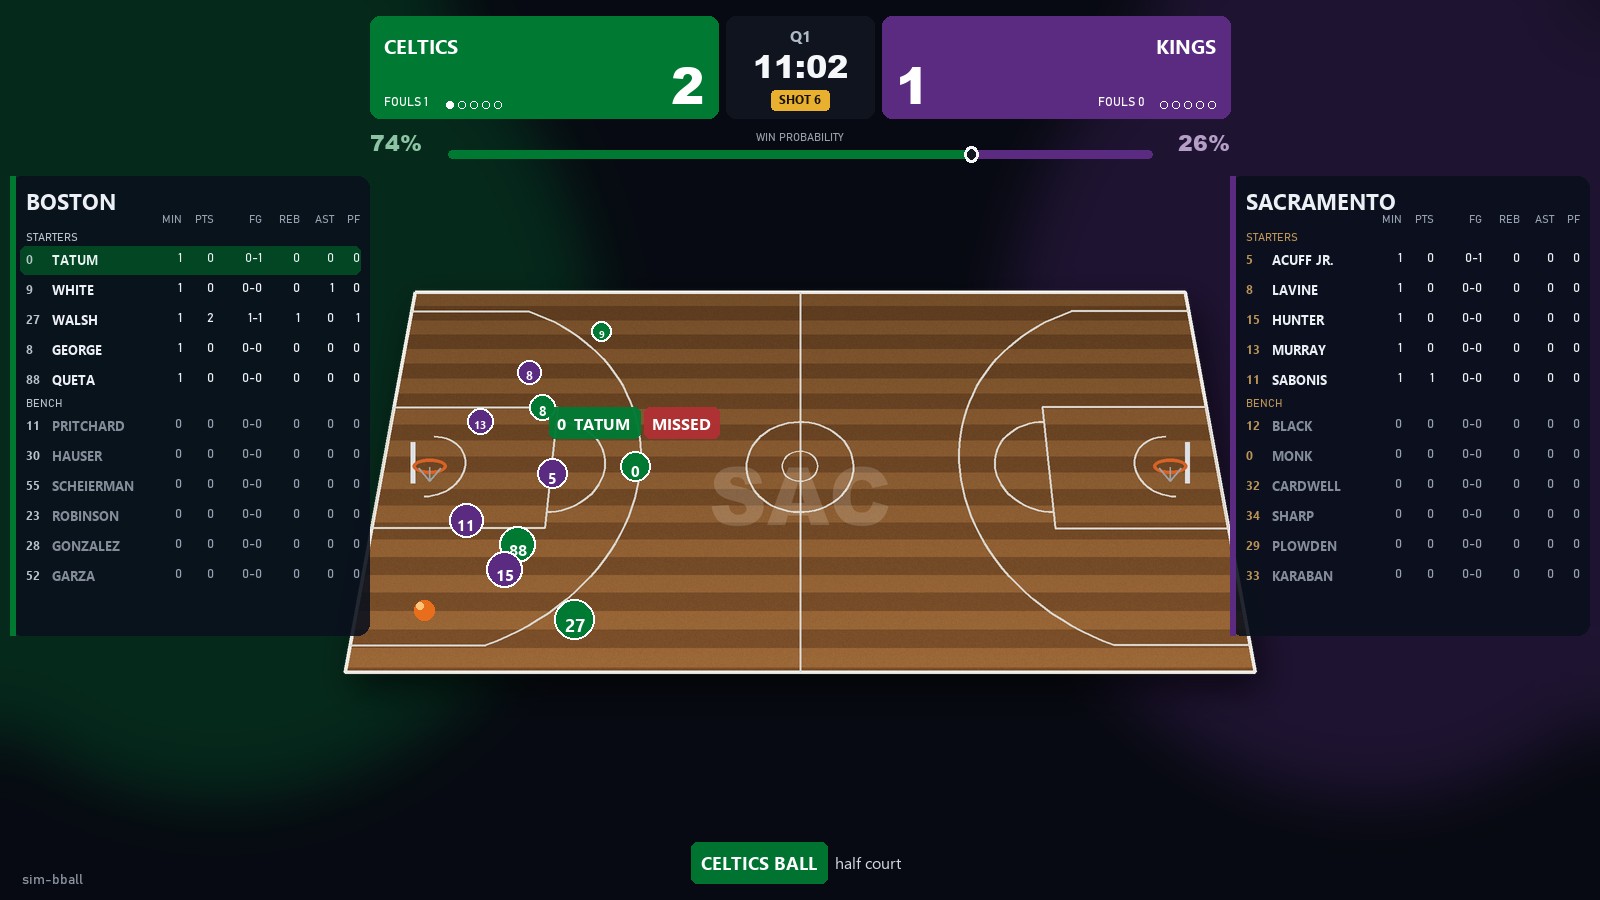 CELTICS
2
FOULS 1
Q1
11:02
SHOT 6
KINGS
1
FOULS 0
74%
WIN PROBABILITY
26%
BOSTON
MIN PTS FG REB AST PF
STARTERS
0 TATUM 1 0 0-1 0 0 0
9 WHITE 1 0 0-0 0 1 0
27 WALSH 1 2 1-1 1 0 1
8 GEORGE 1 0 0-0 0 0 0
88 QUETA 1 0 0-0 0 0 0
BENCH
11 PRITCHARD 0 0 0-0 0 0 0
30 HAUSER 0 0 0-0 0 0 0
55 SCHEIERMAN 0 0 0-0 0 0 0
23 ROBINSON 0 0 0-0 0 0 0
28 GONZALEZ 0 0 0-0 0 0 0
52 GARZA 0 0 0-0 0 0 0
9
8
8
13
0 TATUM MISSED
0
5
SAC
11
88
15
27
SACRAMENTO
MIN PTS FG REB AST PF
STARTERS
5 ACUFF JR. 1 0 0-1 0 0 0
8 LAVINE 1 0 0-0 0 0 0
15 HUNTER 1 0 0-0 0 0 0
13 MURRAY 1 0 0-0 0 0 0
11 SABONIS 1 1 0-0 0 0 0
BENCH
12 BLACK 0 0 0-0 0 0 0
0 MONK 0 0 0-0 0 0 0
32 CARDWELL 0 0 0-0 0 0 0
34 SHARP 0 0 0-0 0 0 0
29 PLOWDEN 0 0 0-0 0 0 0
33 KARABAN 0 0 0-0 0 0 0
CELTICS BALL half court
sim-bball